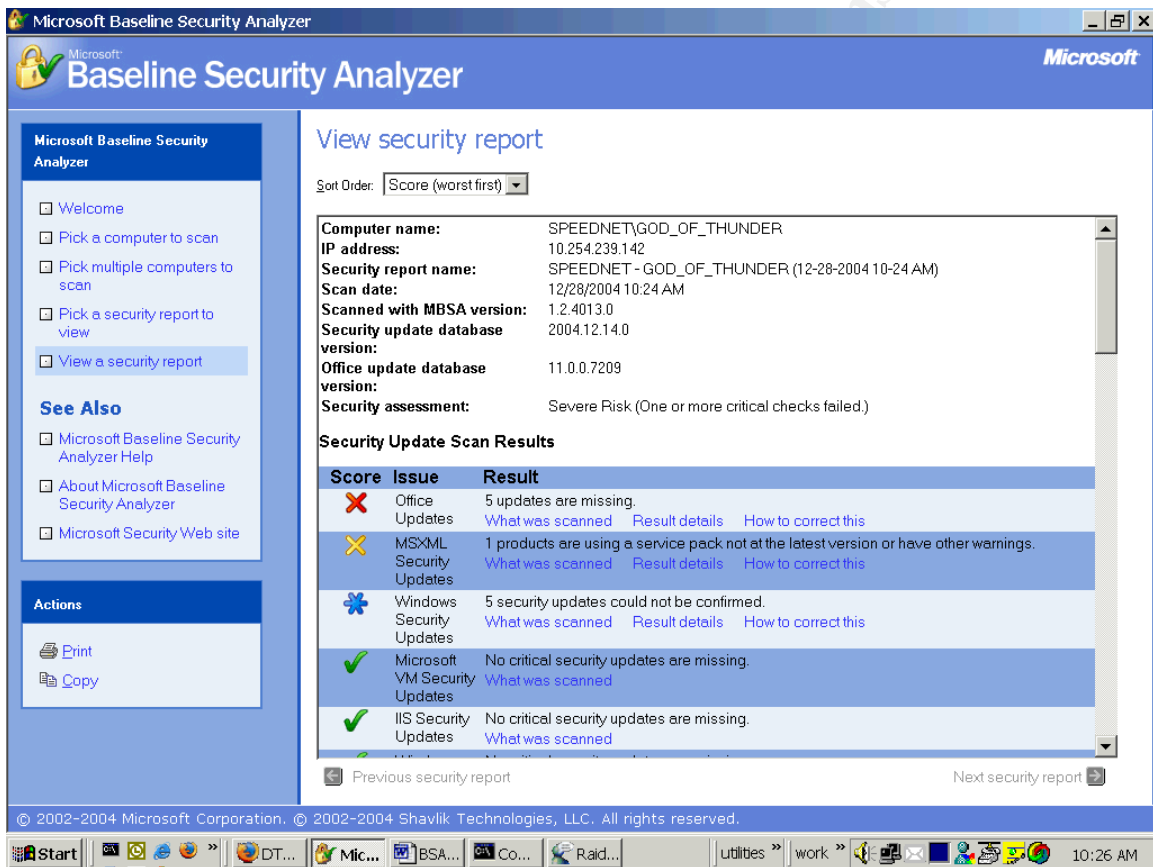 Microsoft Baseline Security Analyzer
Microsoft
Baseline Security Analyzer
Microsoft
Microsoft Baseline Security
Analyzer
Welcome
Pick a computer to scan
Pick multiple computers to
scan
Pick a security report to
view
View a security report
See Also
Microsoft Baseline Security
Analyzer Help
About Microsoft Baseline
Security Analyzer
Microsoft Security Web site
Actions
Print
Copy
View security report
Sort Order: Score (worst first)
Computer name: SPEEDNET\GOD_OF_THUNDER
IP address: 10.254.239.142
Security report name: SPEEDNET - GOD_OF_THUNDER (12-28-2004 10-24 AM)
Scan date: 12/28/2004 10:24 AM
Scanned with MBSA version: 1.2.4013.0
Security update database 2004.12.14.0
version:
Office update database 11.0.0.7209
version:
Security assessment: Severe Risk (One or more critical checks failed.)
Security Update Scan Results
Score Issue Result
Office 5 updates are missing.
Updates What was scanned Result details How to correct this
MSXML 1 products are using a service pack not at the latest version or have other warnings.
Security What was scanned Result details How to correct this
Updates
Windows 5 security updates could not be confirmed.
Security What was scanned Result details How to correct this
Updates
Microsoft No critical security updates are missing.
VM Security What was scanned
Updates
IIS Security No critical security updates are missing.
Updates What was scanned
Previous security report Next security report
© 2002-2004 Microsoft Corporation. © 2002-2004 Shavlik Technologies, LLC. All rights reserved.
Start » DT... Mic... BSA... Co... Raid... utilities » work » 10:26 AM